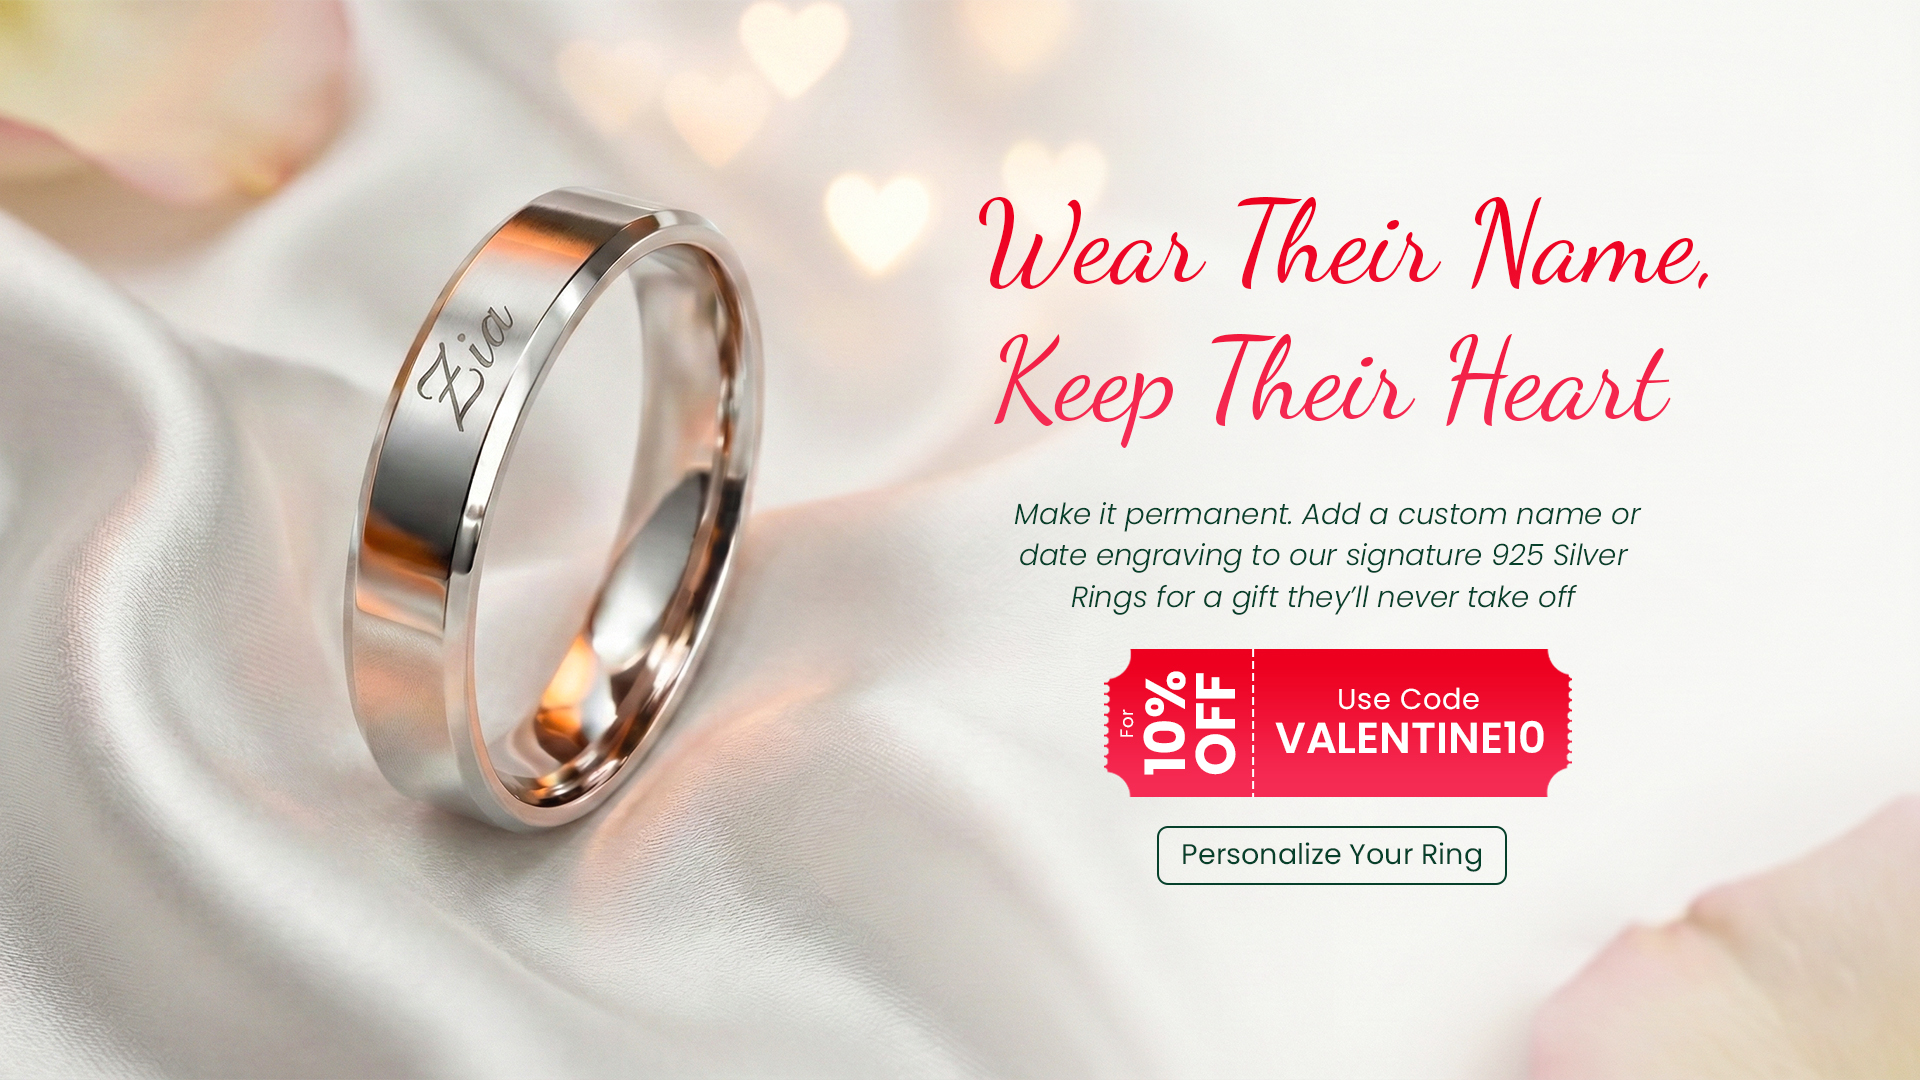 Zia
Wear Their Name,
Keep Their Heart
Make it permanent. Add a custom name or
date engraving to our signature 925 Silver
Rings for a gift they’ll never take off
For
10%
OFF
Use Code
VALENTINE10
Personalize Your Ring